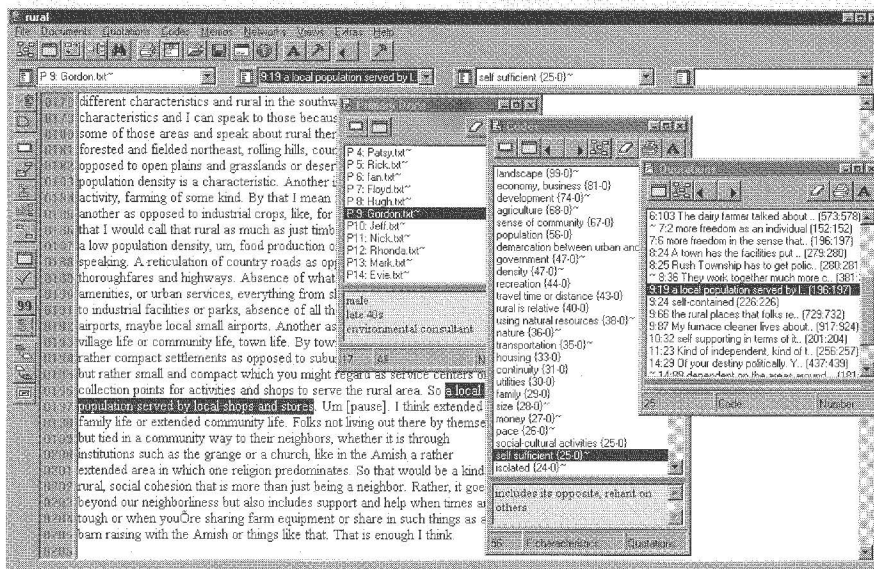 rural
File Documents Quotations Codes Memos Networks Views Extras Help
P 9: Gordon.txt~
9:19 a local population served by l.
self sufficient {25-0}~
different characteristics and rural in the southw
characteristics and I can speak to those becaus
some of those areas and speak about rural ther
forested and fielded northeast, rolling hills, cour
opposed to open plains and grasslands or deser
population density is a characteristic. Another i
activity, farming of some kind. By that I mean
another as opposed to industrial crops, like, for
that I would call that rural as much as just timb
a low population density, um, food production o
speaking. A reticulation of country roads as opp
thoroughfares and highways. Absence of what
amenities, or urban services, everything from sl
to industrial facilities or parks, absence of all th
airports, maybe local small airports. Another as
village life or community life, town life. By tow
rather compact settlements as opposed to subu
but rather small and compact which you might regard as service centers o
collection points for activities and shops to serve the rural area. So a local
population served by local shops and stores. Um [pause]. I think extended
family life or extended community life. Folks not living out there by themse
but tied in a community way to their neighbors, whether it is through
institutions such as the grange or a church, like in the Amish a rather
extended area in which one religion predominates. So that would be a kind
rural, social cohesion that is more than just being a neighbor. Rather, it goe
beyond our neighborliness but also includes support and help when times a
tough or when youÕre sharing farm equipment or share in such things as a
barn raising with the Amish or things like that. That is enough I think
P 4: Patsy.txt~
P 5: Rick.txt~
P 6: Ian.txt~
P 7: Floyd.txt~
P 8: Hugh.txt~
P 9: Gordon.txt~
P10: Jeff.txt~
P11: Nick.txt~
P12: Rhonda.txt~
P13: Mark.txt~
P14: Evie.txt~
male
late 40s
environmental consultant
17 All N
Codes
landscape {99-0}~
economy, business {81-0}
development {74-0}~
agriculture {68-0}~
sense of community {67-0}
population {56-0}
demarcation between urban and
government {47-0}~
density {47-0}~
recreation {44-0}
travel time or distance {43-0}
rural is relative {40-0}
using natural resources {38-0}~
nature {36-0}~
transportation {35-0}~
housing {33-0}
continuity {31-0}
utilities {30-0}
family {29-0}
size {28-0}~
money {27-0}~
pace {26-0}~
social-cultural activities {25-0}
self sufficient {25-0}~
isolated {24-0}~
includes its opposite, reliant on
others
56 characteristics Quotations
Quotations
6:103 The dairy farmer talked about.. (573:578)
~ 7:2 more freedom as an individual (152:152)
7:6 more freedom in the sense that.. (196:197)
8:24 A town has the facilities put .. (279:280)
8:25 Rush Township has to get polic.. (280:281
~ 8:36 They work together much more c.. (381:
9:19 a local population served by l.. (196:197)
9:24 self-contained (226:226)
9:66 the rural places that folks re.. (729:732)
9:87 My furnace cleaner lives about.. (917:924)
10:32 self supporting in terms of it.. (201:204)
11:23 Kind of independent, kind of t.. (256:257)
14:29 Of your destiny politically. Y.. (437:439)
~ 14:99 dependent on the areas around.. (181
25 Code Number